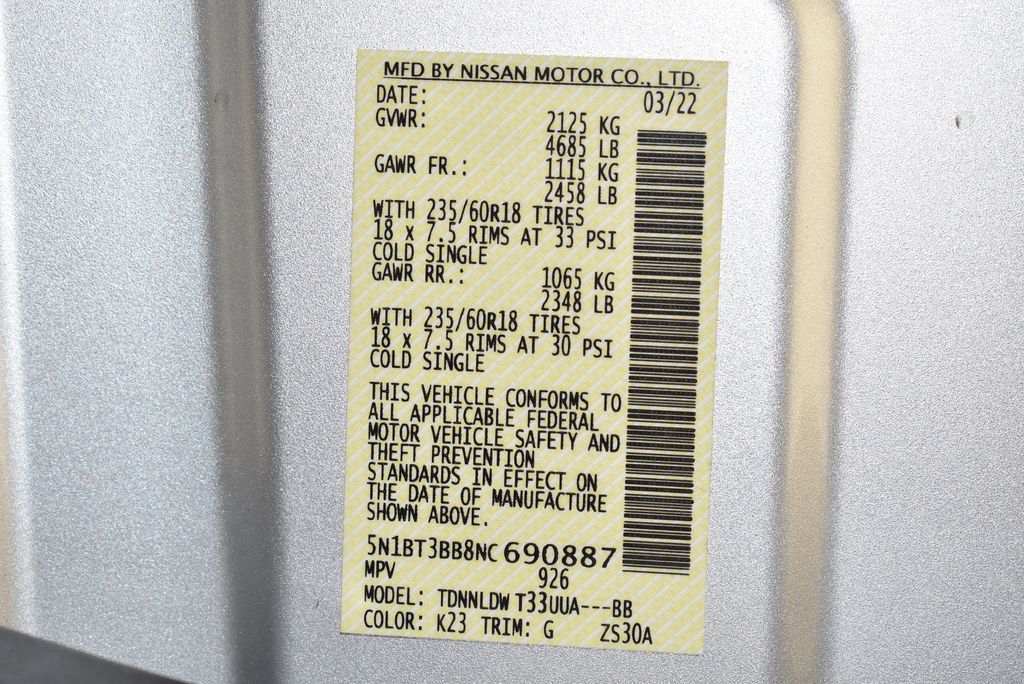 MFD BY NISSAN MOTOR CO., LTD.
DATE: 03/22
GVWR: 2125 KG
4685 LB
GAWR FR.: 1115 KG
2458 LB
WITH 235/60R18 TIRES
18 x 7.5 RIMS AT 33 PSI
COLD SINGLE
GAWR RR.: 1065 KG
2348 LB
WITH 235/60R18 TIRES
18 x 7.5 RIMS AT 30 PSI
COLD SINGLE
THIS VEHICLE CONFORMS TO
ALL APPLICABLE FEDERAL
MOTOR VEHICLE SAFETY AND
THEFT PREVENTION
STANDARDS IN EFFECT ON
THE DATE OF MANUFACTURE
SHOWN ABOVE.
5N1BT3BB8NC690887
MPV 926
MODEL: TDNNLDW T33UUA---BB
COLOR: K23 TRIM: G ZS30A